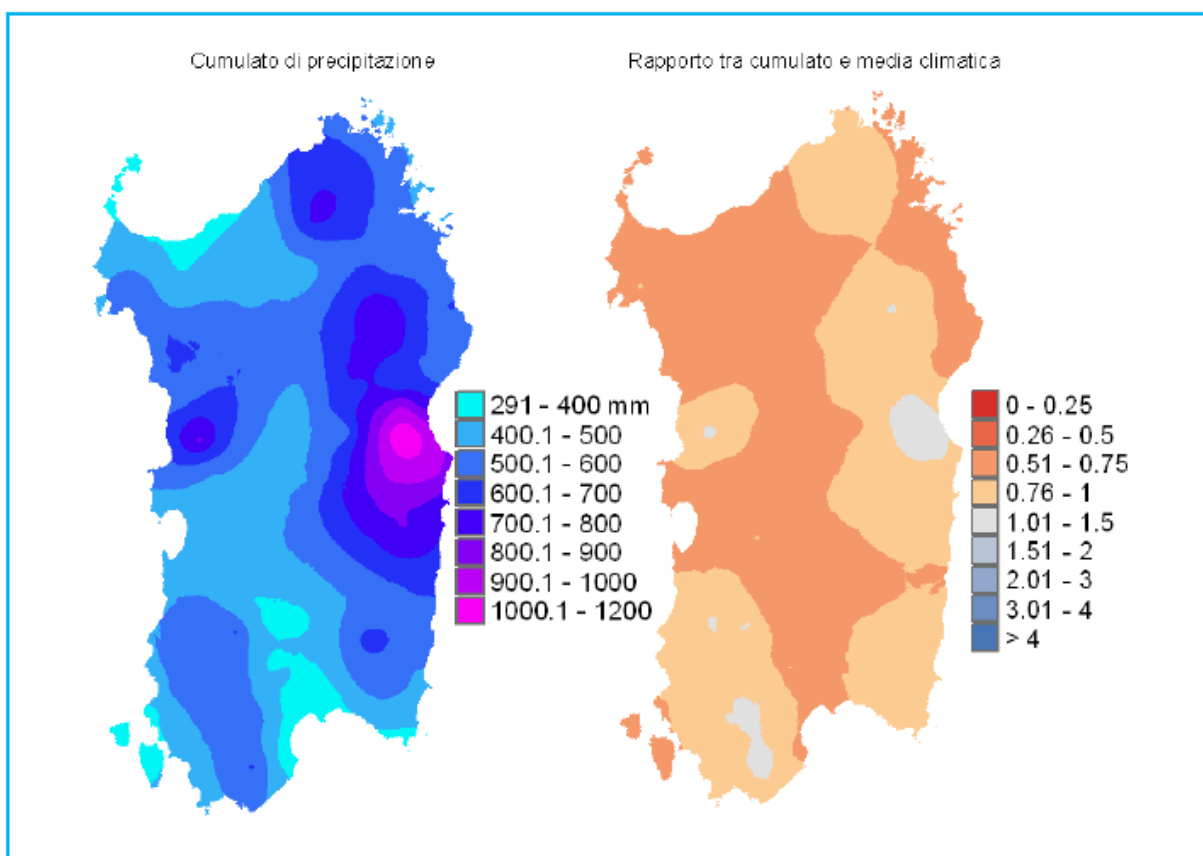 Cumulato di precipitazione
Rapporto tra cumulato e media climatica
291 - 400 mm
400.1 - 500
500.1 - 600
600.1 - 700
700.1 - 800
800.1 - 900
900.1 - 1000
1000.1 - 1200
0 - 0.25
0.26 - 0.5
0.51 - 0.75
0.76 - 1
1.01 - 1.5
1.51 - 2
2.01 - 3
3.01 - 4
> 4